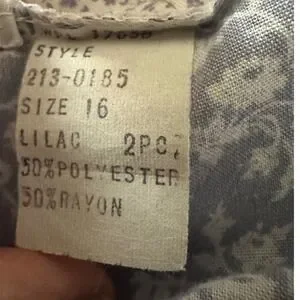 STYLE
213-0185
SIZE 16
LILAC 2PC
50%POLYESTER
50%RAYON